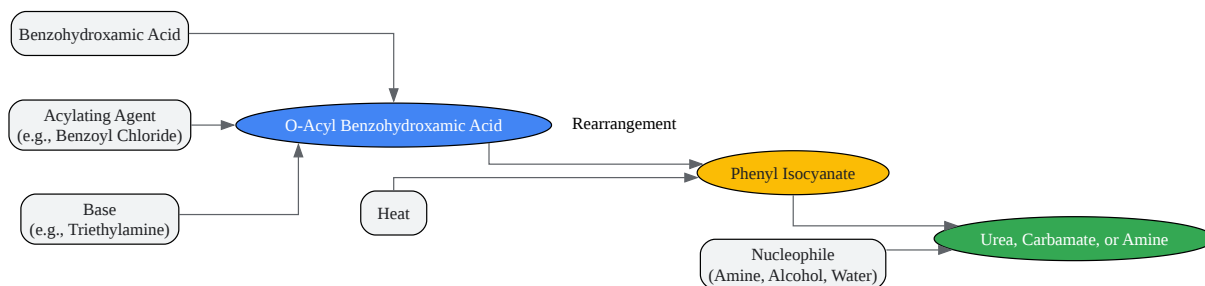 Benzohydroxamic Acid
Acylating Agent
(e.g., Benzoyl Chloride)
O-Acyl Benzohydroxamic Acid
Rearrangement
Phenyl Isocyanate
Base
(e.g., Triethylamine)
Heat
Urea, Carbamate, or Amine
Nucleophile
(Amine, Alcohol, Water)